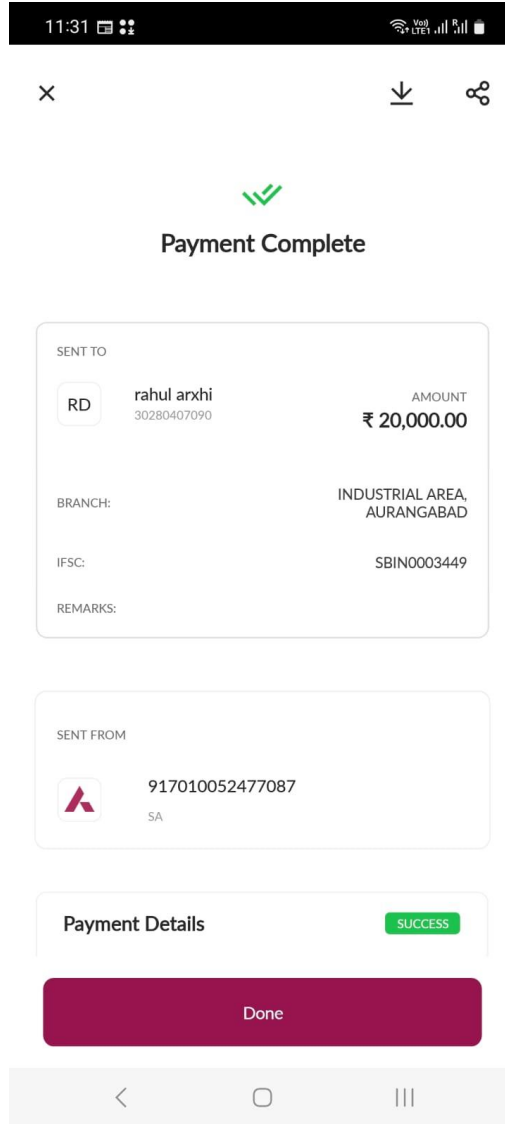 11:31
Vo)) LTE1 R
Payment Complete
SENT TO
RD
rahul arxhi
30280407090
AMOUNT
₹ 20,000.00
BRANCH:
INDUSTRIAL AREA,
AURANGABAD
IFSC:
SBIN0003449
REMARKS:
SENT FROM
917010052477087
SA
Payment Details
SUCCESS
Done